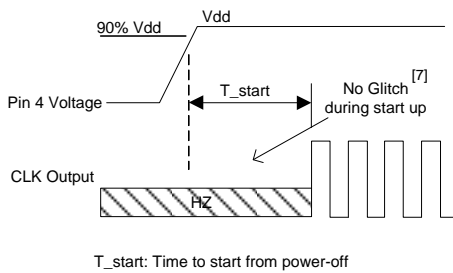 Vdd
90% Vdd
T_start
No Glitch [7]
during start up
Pin 4 Voltage
CLK Output
HZ
T_start: Time to start from power-off